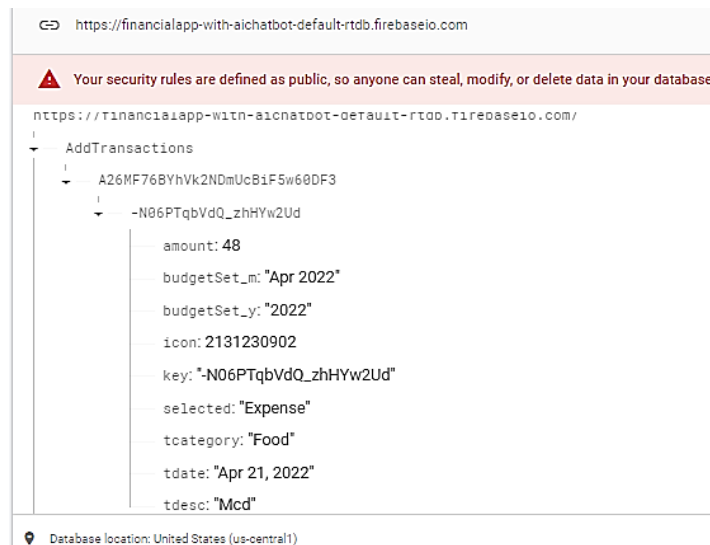 https://financialapp-with-aichatbot-default-rtdb.firebaseio.com
Your security rules are defined as public, so anyone can steal, modify, or delete data in your database
https://financialapp-with-aichatbot-default-rtdb.firebaseio.com/
AddTransactions
A26MF76BYhVk2NDmUcBiF5w60DF3
-N06PTqbVdQ_zhHYw2Ud
amount: 48
budgetSet_m: "Apr 2022"
budgetSet_y: "2022"
icon: 2131230902
key: "-N06PTqbVdQ_zhHYw2Ud"
selected: "Expense"
tcategory: "Food"
tdate: "Apr 21, 2022"
tdesc: "Mcd"
Database location: United States (us-central1)